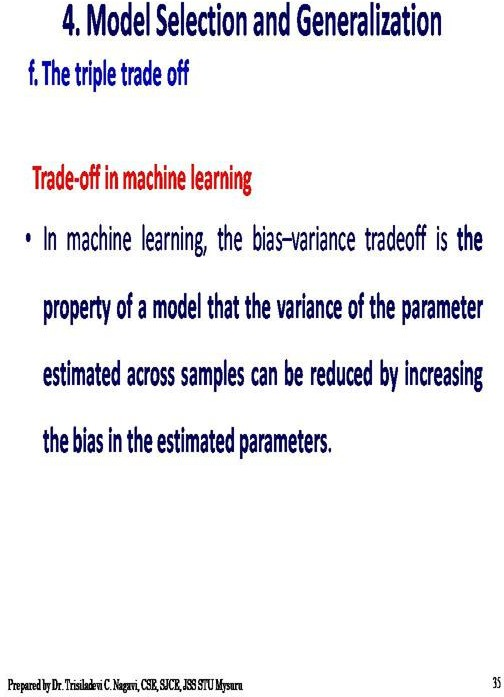 4. Model Selection and Generalization
f. The triple trade off
Trade-off in machine learning
• In machine learning, the bias–variance tradeoff is the
property of a model that the variance of the parameter
estimated across samples can be reduced by increasing
the bias in the estimated parameters.
Prepared by Dr. Trisiladevi C. Nagavi, CSE, SJCE, JSS STU Mysuru
35